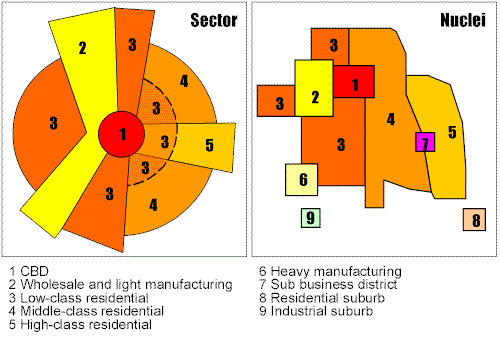 Sector
2
3
4
3
3
1
3
5
3
3
4
Nuclei
3
1
2
3
5
4
3
7
6
9
8
1 CBD
2 Wholesale and light manufacturing
3 Low-class residential
4 Middle-class residential
5 High-class residential
6 Heavy manufacturing
7 Sub business district
8 Residential suburb
9 Industrial suburb